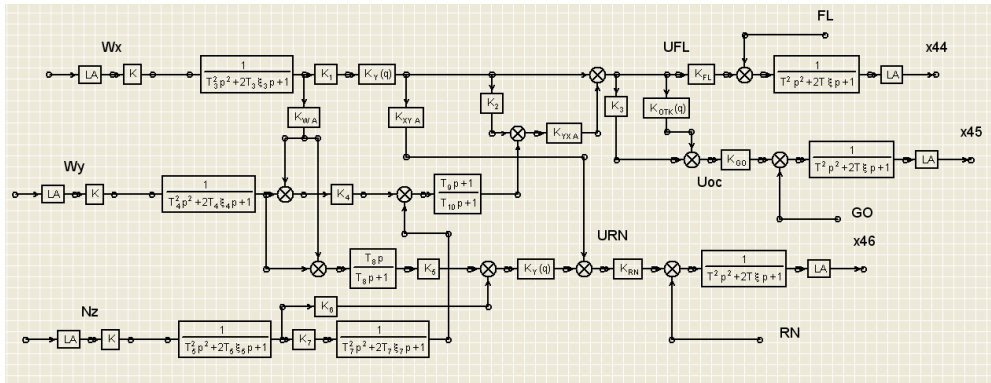 FL
Wx
UFL
x44
LA K 1 K1 KY(q) KFL 1 LA
T3²p²+2T3ξ3p+1 T²p²+2Tξp+1
K2 K3
KWA KXYA KOTK(q)
KYXA
x45
Wy
KGO 1 LA
T²p²+2Tξp+1
Uoc
LA K 1 K4 T9p+1
T4²p²+2T4ξ4p+1 T10p+1
GO
URN
x46
T8p K5 KY(q) KRN 1 LA
T8p+1 T²p²+2Tξp+1
K6
Nz
LA K 1 K7 1
T6²p²+2T6ξ6p+1 T7²p²+2T7ξ7p+1
RN